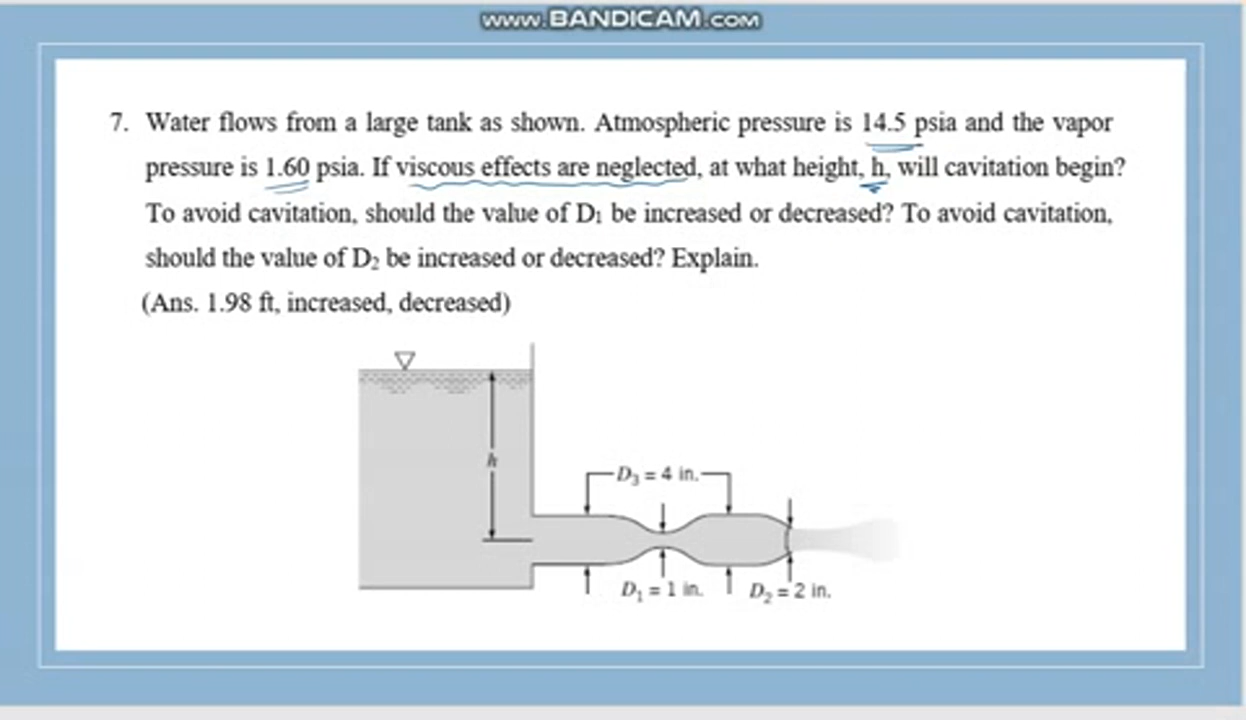 www.BANDICAM.com
7. Water flows from a large tank as shown. Atmospheric pressure is 14.5 psia and the vapor
pressure is 1.60 psia. If viscous effects are neglected, at what height, h, will cavitation begin?
To avoid cavitation, should the value of D₁ be increased or decreased? To avoid cavitation,
should the value of D₂ be increased or decreased? Explain.
(Ans. 1.98 ft, increased, decreased)
h
D₃ = 4 in.
D₁ = 1 in.
D₂ = 2 in.